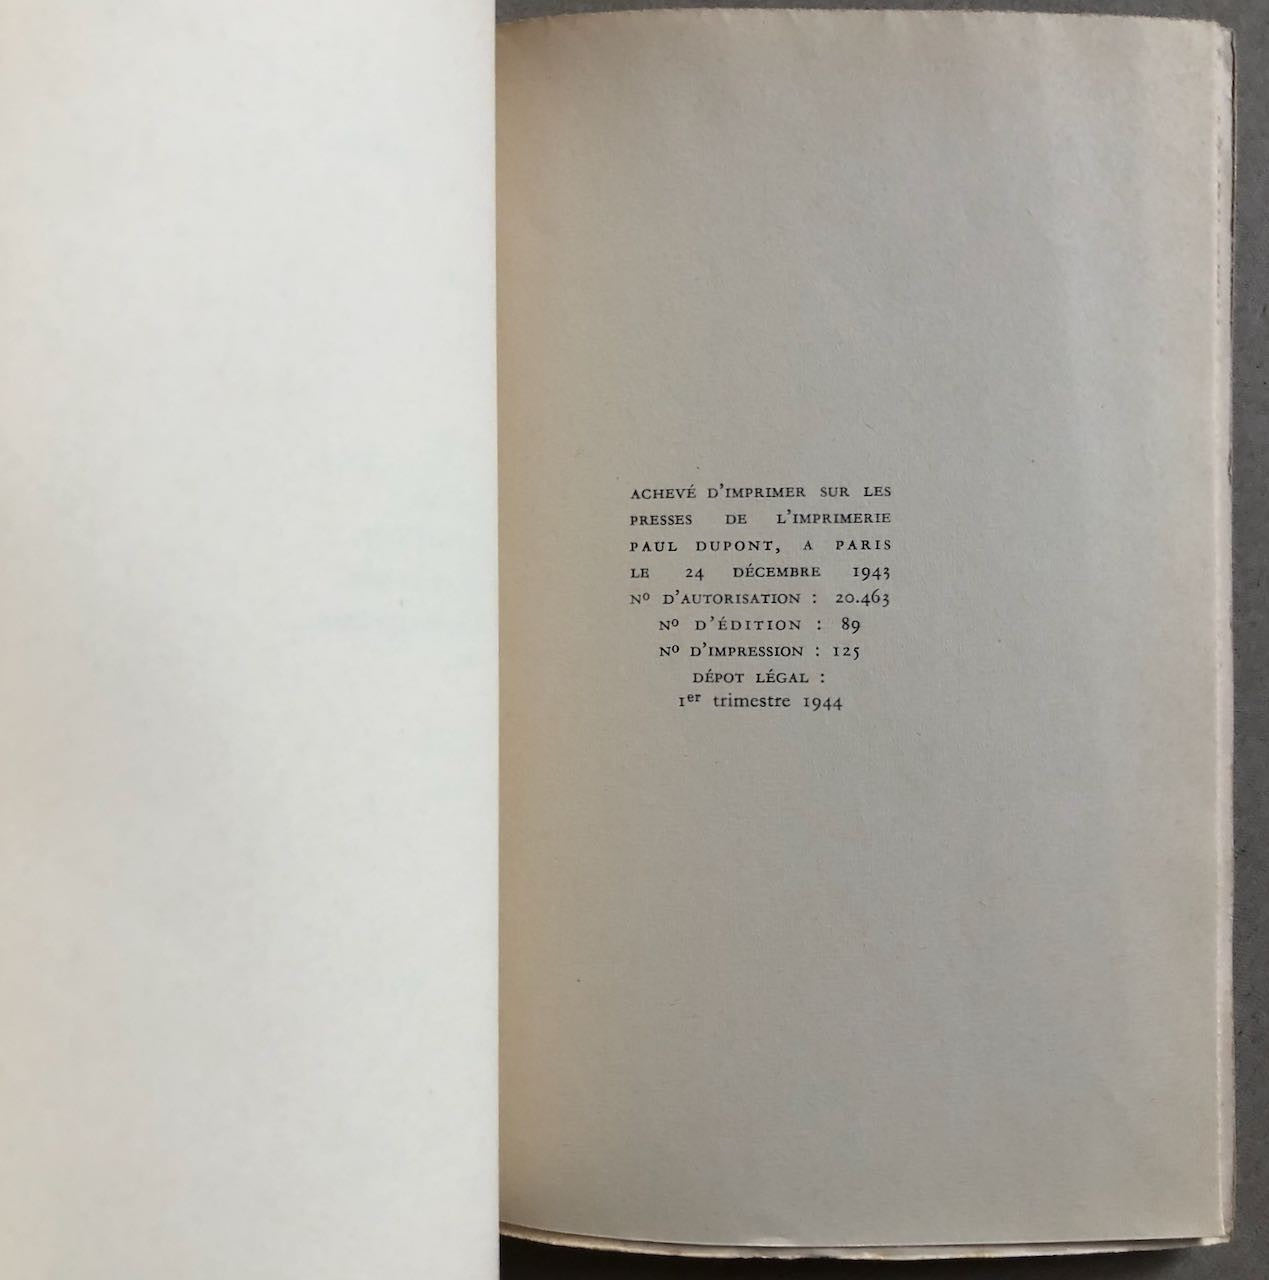 ACHEVÉ D'IMPRIMER SUR LES
PRESSES DE L'IMPRIMERIE
PAUL DUPONT, A PARIS
LE 24 DÉCEMBRE 1943
Nº D'AUTORISATION : 20.463
Nº D'ÉDITION : 89
Nº D'IMPRESSION : 125
DÉPOT LÉGAL :
1er trimestre 1944